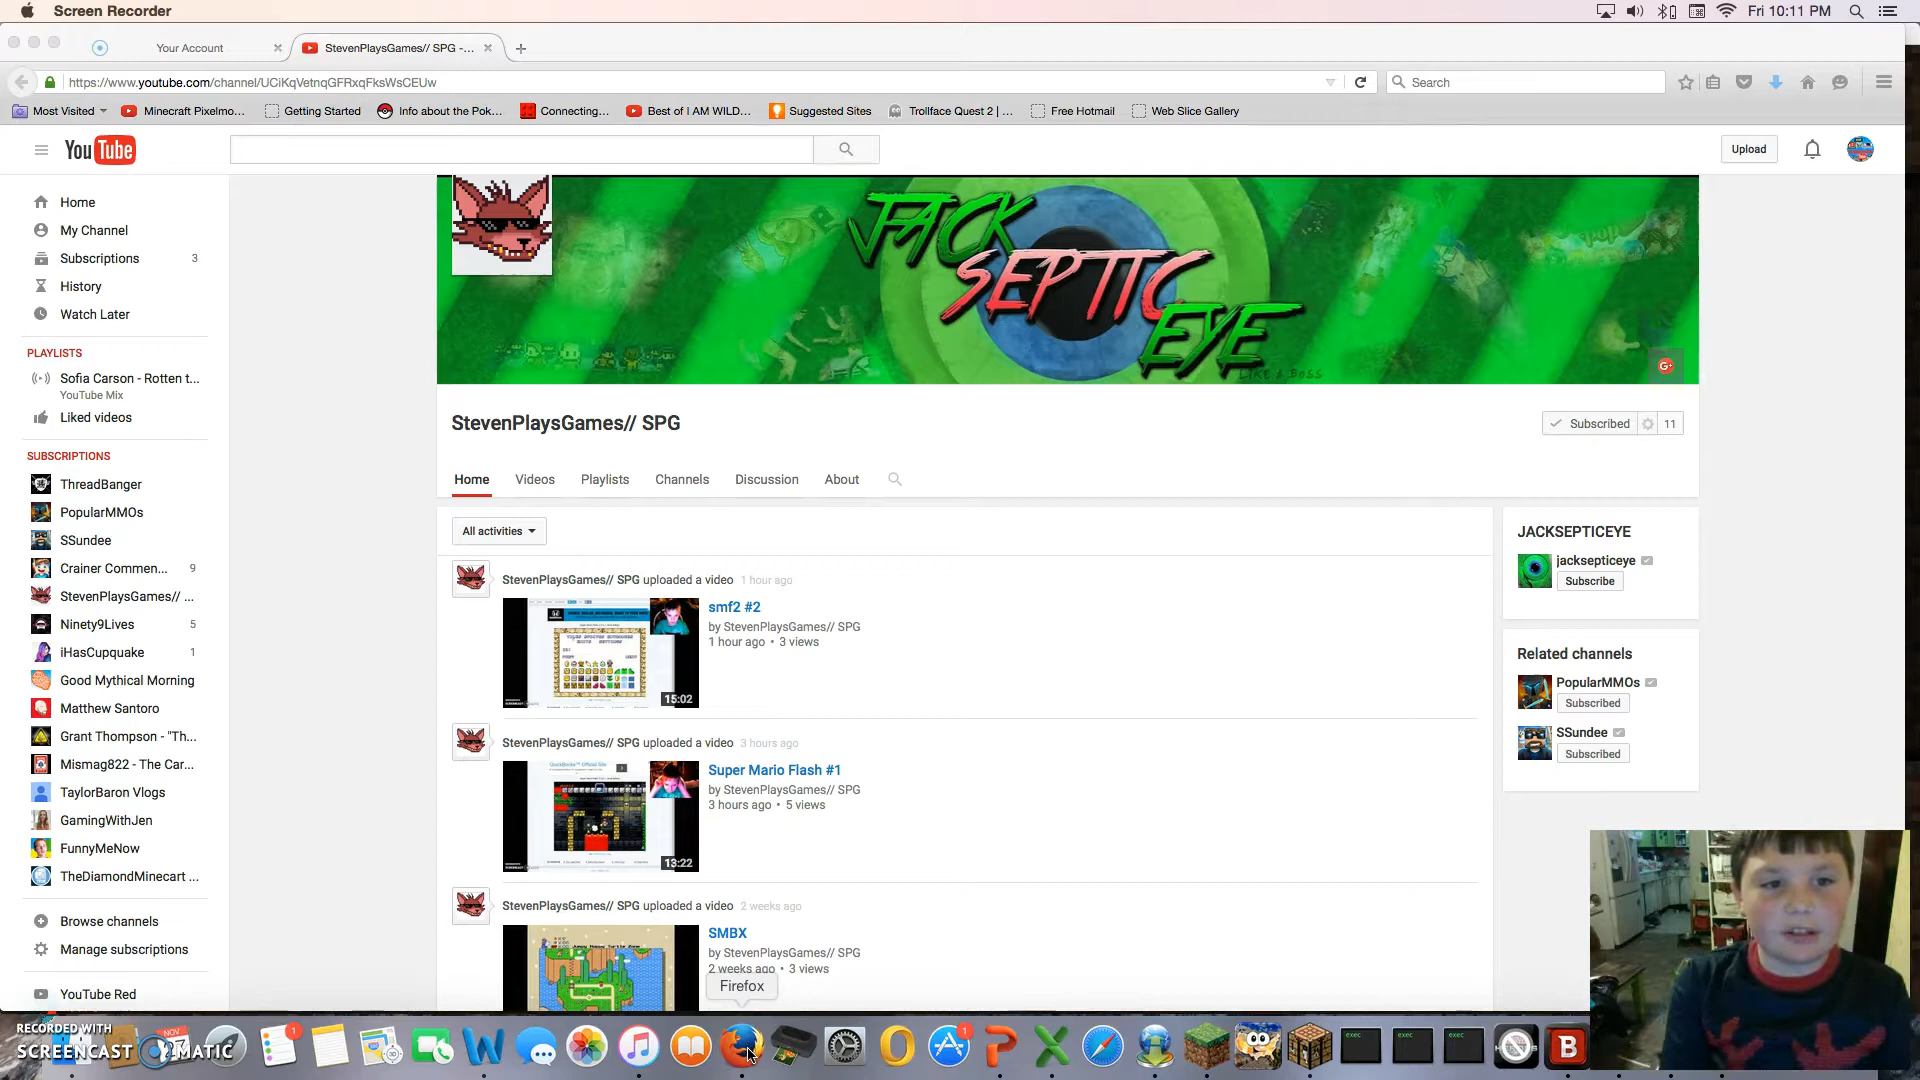 Screen Recorder
Fri 10:11 PM
Your Account
StevenPlaysGames// SPG -...
https://www.youtube.com/channel/UCiKqVetnqGFRxqFksWsCEUw
Search
Most Visited
Minecraft Pixelmo...
Getting Started
Info about the Pok...
Connecting...
Best of I AM WILD...
Suggested Sites
Trollface Quest 2 | ...
Free Hotmail
Web Slice Gallery
YouTube
Upload
Home
My Channel
Subscriptions 3
History
Watch Later
PLAYLISTS
Sofia Carson - Rotten t...
YouTube Mix
Liked videos
SUBSCRIPTIONS
ThreadBanger
PopularMMOs
SSundee
Crainer Commen... 9
StevenPlaysGames// ...
Ninety9Lives 5
iHasCupquake 1
Good Mythical Morning
Matthew Santoro
Grant Thompson - "Th...
Mismag822 - The Car...
TaylorBaron Vlogs
GamingWithJen
FunnyMeNow
TheDiamondMinecart ...
Browse channels
Manage subscriptions
YouTube Red
JACK
SEPTIC
EYE
LIKE A BOSS
G+
StevenPlaysGames// SPG
Subscribed 11
Home
Videos
Playlists
Channels
Discussion
About
All activities
StevenPlaysGames// SPG uploaded a video 1 hour ago
smf2 #2
by StevenPlaysGames// SPG
1 hour ago • 3 views
15:02
StevenPlaysGames// SPG uploaded a video 3 hours ago
Super Mario Flash #1
by StevenPlaysGames// SPG
3 hours ago • 5 views
13:22
StevenPlaysGames// SPG uploaded a video 2 weeks ago
SMBX
by StevenPlaysGames// SPG
2 weeks ago • 3 views
JACKSEPTICEYE
jacksepticeye
Subscribe
Related channels
PopularMMOs
Subscribed
SSundee
Subscribed
Firefox
RECORDED WITH
SCREENCAST MATIC
NOV
1
1
exec
exec
exec
B